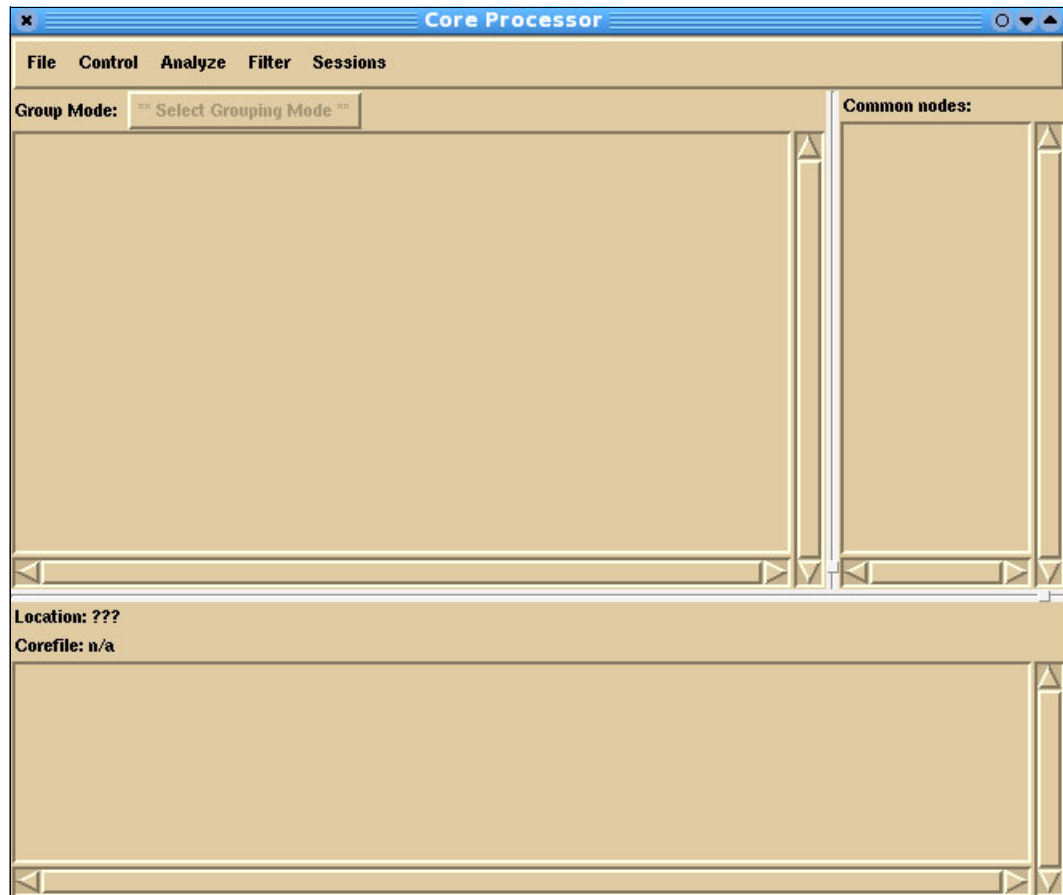 Core Processor
File Control Analyze Filter Sessions
Group Mode: ** Select Grouping Mode **
Common nodes:
Location: ???
Corefile: n/a